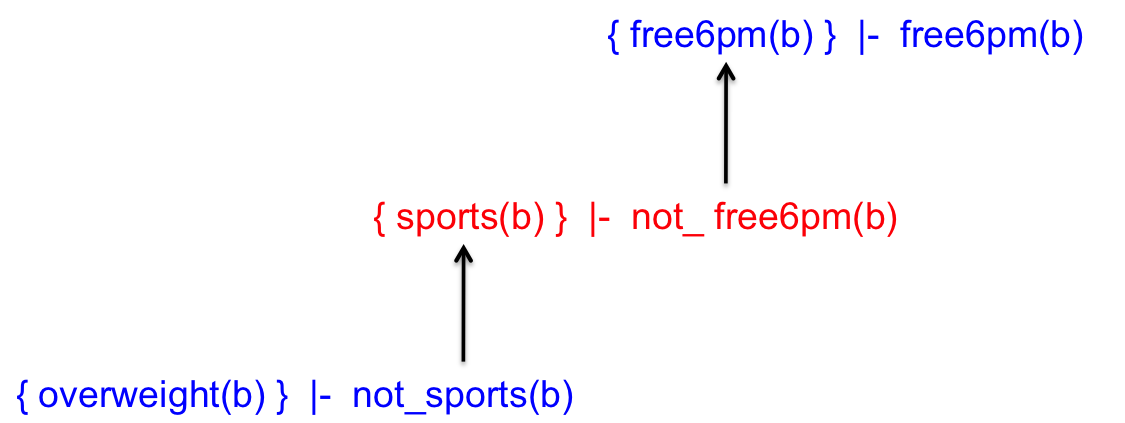 { free6pm(b) } |- free6pm(b)
{ sports(b) } |- not_ free6pm(b)
{ overweight(b) } |- not_sports(b)